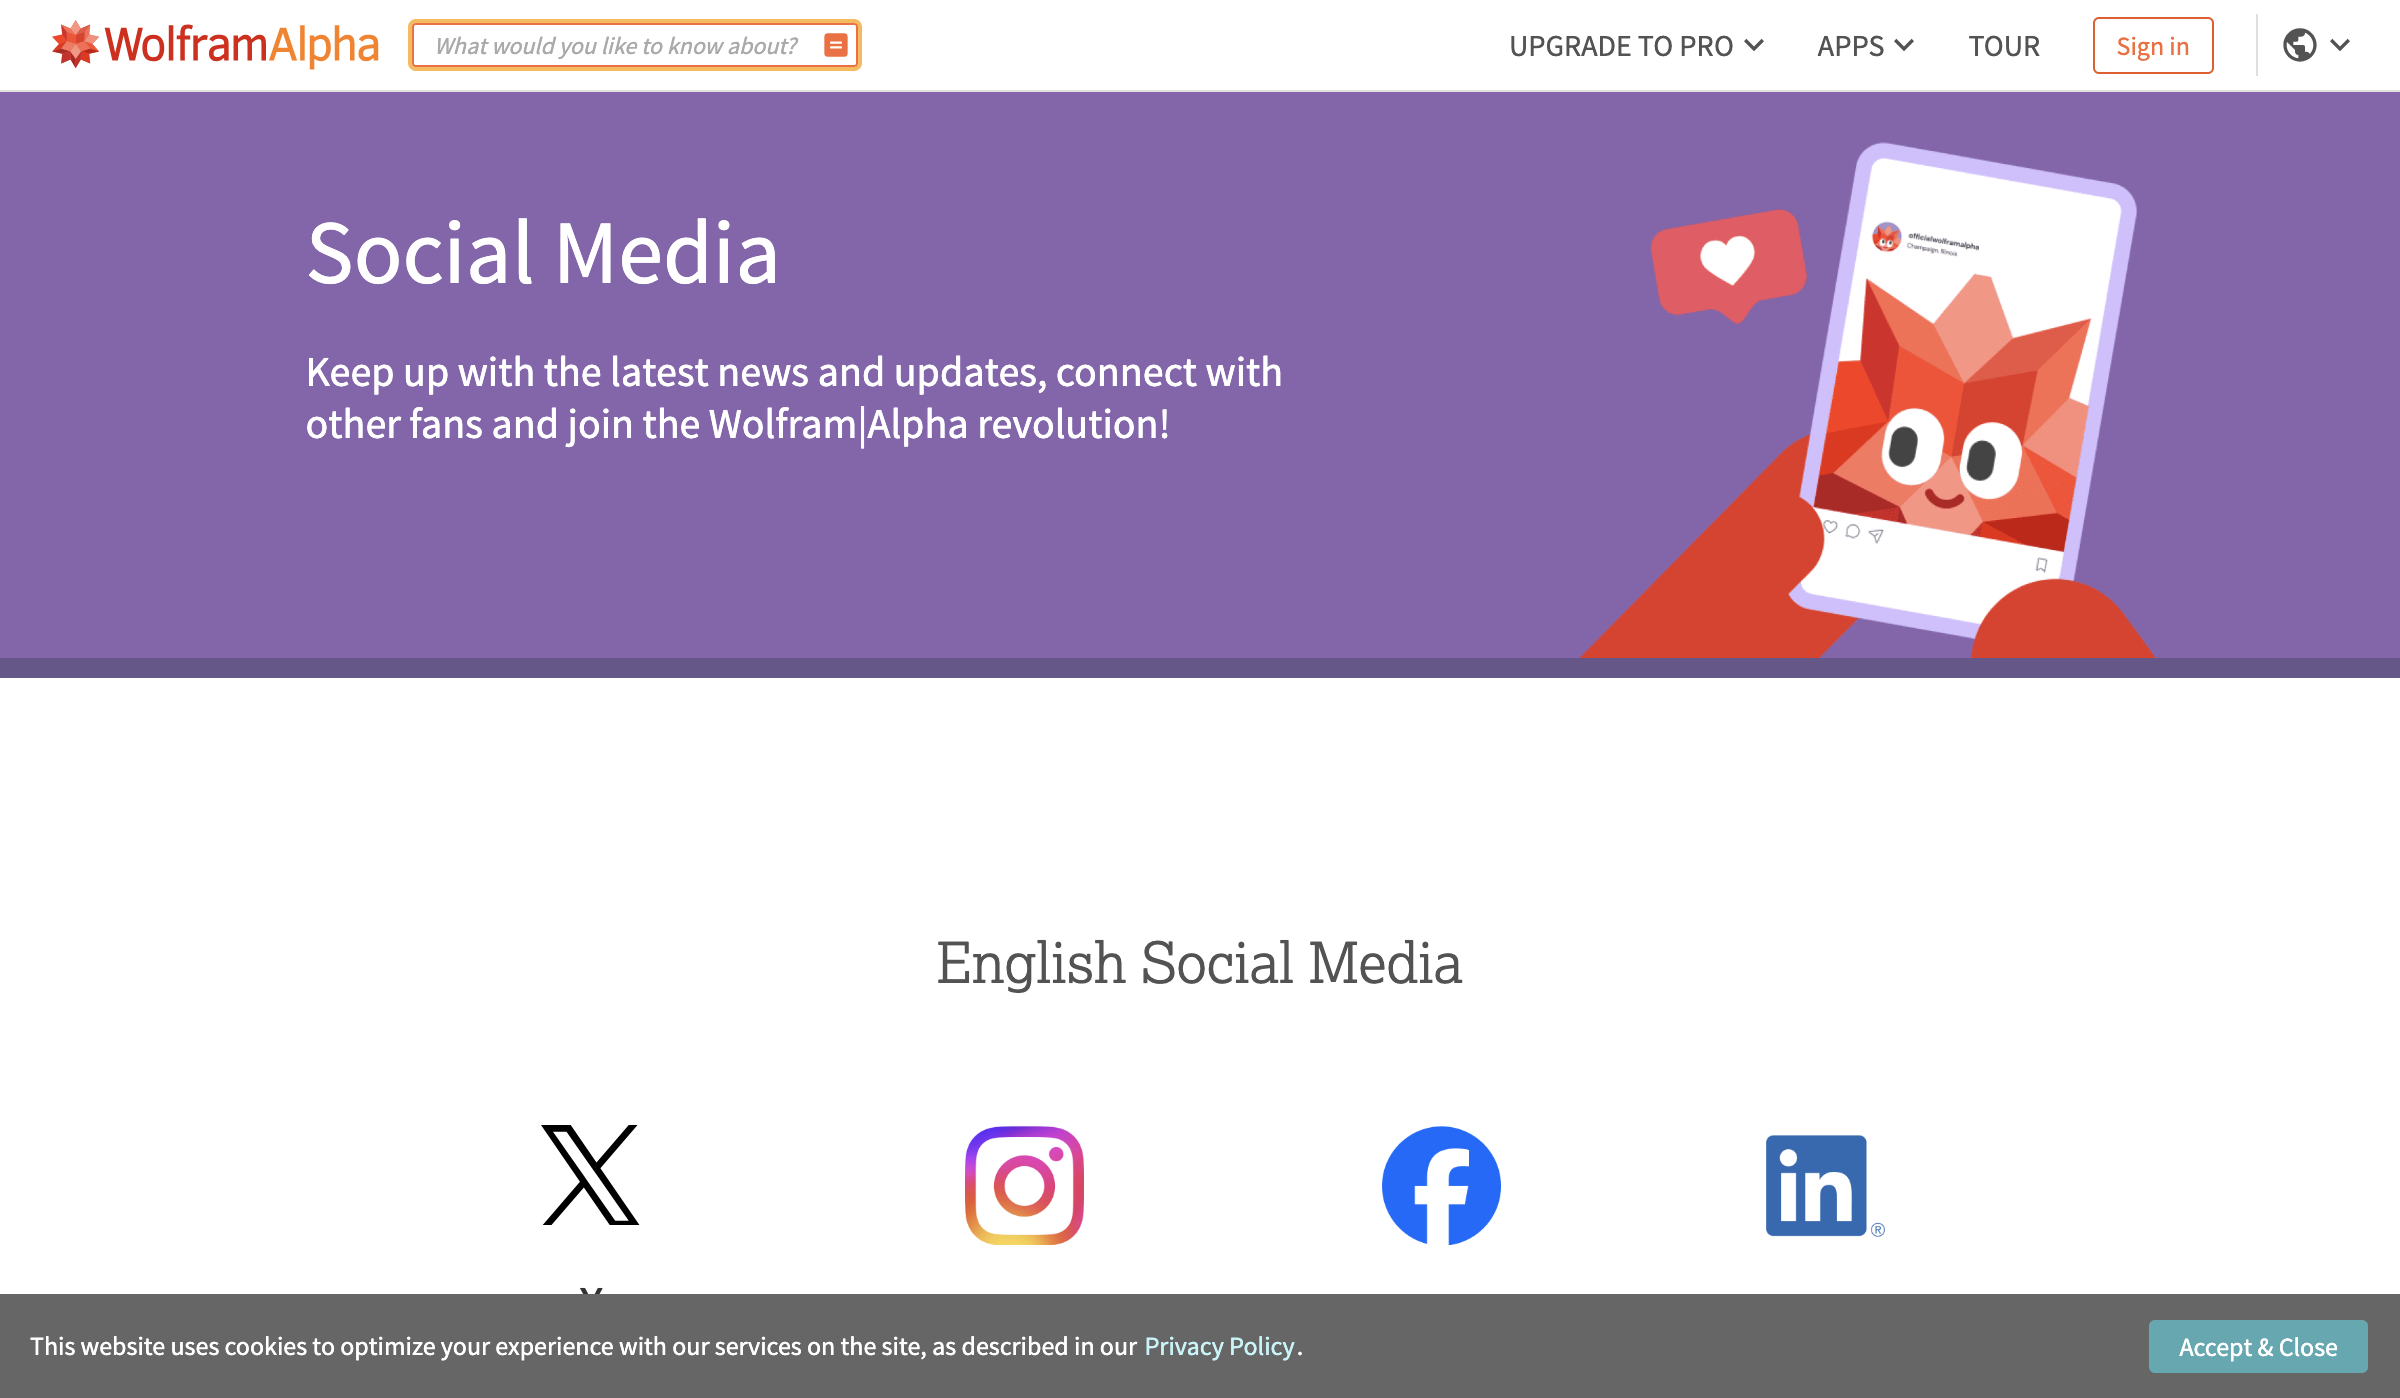 WolframAlpha
What would you like to know about?
UPGRADE TO PRO
APPS
TOUR
Sign in
Social Media
Keep up with the latest news and updates, connect with
other fans and join the Wolfram|Alpha revolution!
officialwolframalpha
Champaign, Illinois
English Social Media
in
®
This website uses cookies to optimize your experience with our services on the site, as described in our Privacy Policy.
Accept & Close